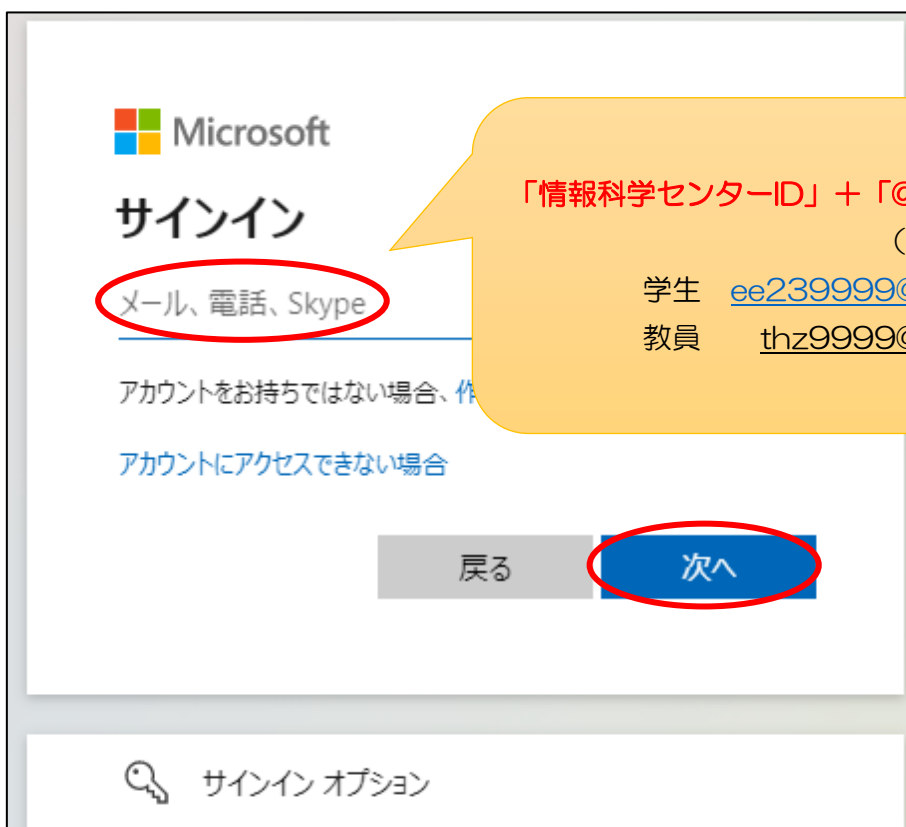 Microsoft
サインイン
メール、電話、Skype
アカウントをお持ちではない場合、作
アカウントにアクセスできない場合
戻る
次へ
サインイン オプション
「情報科学センターID」＋「@
（
学生 ee239999@
教員 thz9999@